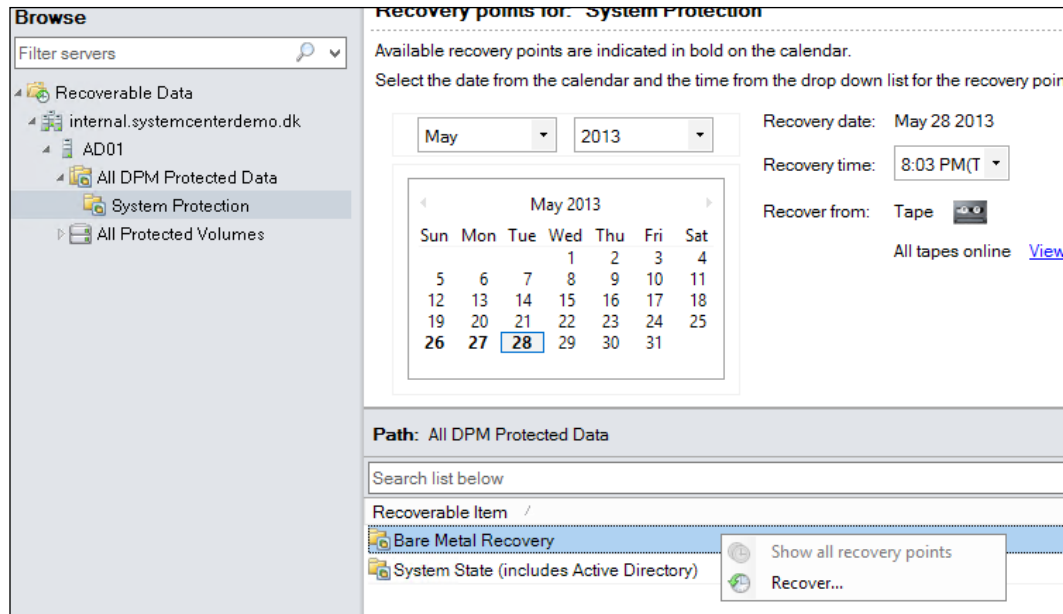 Browse
Filter servers
Recoverable Data
internal.systemcenterdemo.dk
AD01
All DPM Protected Data
System Protection
All Protected Volumes
Recovery points for: System Protection
Available recovery points are indicated in bold on the calendar.
Select the date from the calendar and the time from the drop down list for the recovery poin
May 2013
May 2013
Sun Mon Tue Wed Thu Fri Sat
1 2 3 4
5 6 7 8 9 10 11
12 13 14 15 16 17 18
19 20 21 22 23 24 25
26 27 28 29 30 31
Recovery date: May 28 2013
Recovery time: 8:03 PM(T
Recover from: Tape
All tapes online View
Path: All DPM Protected Data
Search list below
Recoverable Item /
Bare Metal Recovery
System State (includes Active Directory)
Show all recovery points
Recover...